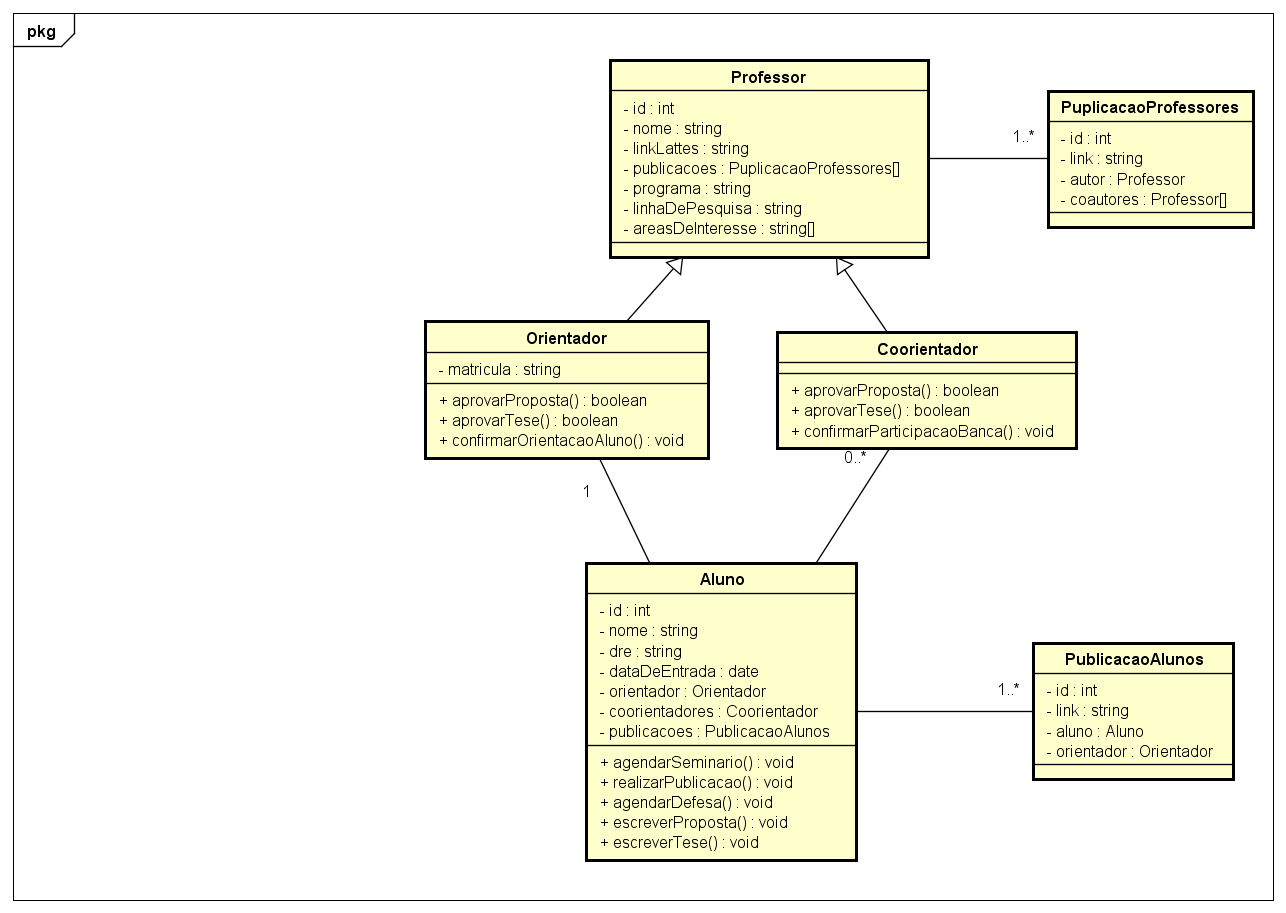 pkg
Professor
- id : int
- nome : string
- linkLattes : string
- publicacoes : PuplicacaoProfessores[]
- programa : string
- linhaDePesquisa : string
- areasDeInteresse : string[]
1..*
PuplicacaoProfessores
- id : int
- link : string
- autor : Professor
- coautores : Professor[]
Orientador
- matricula : string
+ aprovarProposta() : boolean
+ aprovarTese() : boolean
+ confirmarOrientacaoAluno() : void
Coorientador
+ aprovarProposta() : boolean
+ aprovarTese() : boolean
+ confirmarParticipacaoBanca() : void
1
0..*
Aluno
- id : int
- nome : string
- dre : string
- dataDeEntrada : date
- orientador : Orientador
- coorientadores : Coorientador
- publicacoes : PublicacaoAlunos
+ agendarSeminario() : void
+ realizarPublicacao() : void
+ agendarDefesa() : void
+ escreverProposta() : void
+ escreverTese() : void
1..*
PublicacaoAlunos
- id : int
- link : string
- aluno : Aluno
- orientador : Orientador